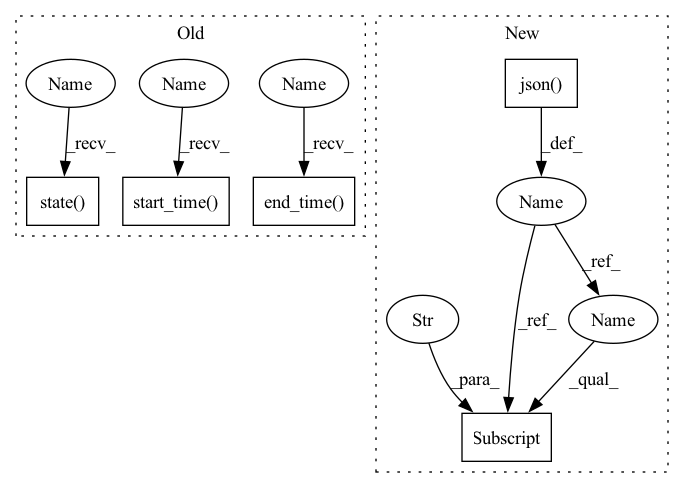 Old
New
Name
Name
Name
json()
_recv_
_recv_
_recv_
_def_
state()
start_time()
end_time()
Name
_ref_
Str
_ref_
Name
_para_
_qual_
Subscript